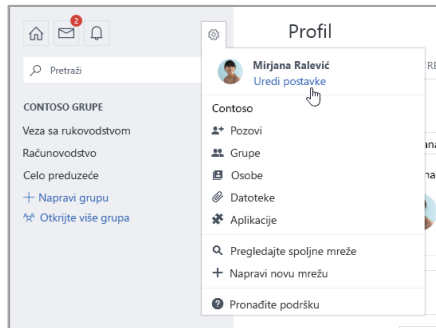 2
Profil
Pretraži
Mirjana Ralević
Uredi postavke
CONTOSO GRUPE
Veza sa rukovodstvom
Računovodstvo
Celo preduzeće
Napravi grupu
Otkrijte više grupa
Contoso
Pozovi
Grupe
Osobe
Datoteke
Aplikacije
Pregledajte spoljne mreže
Napravi novu mrežu
Pronađite podršku